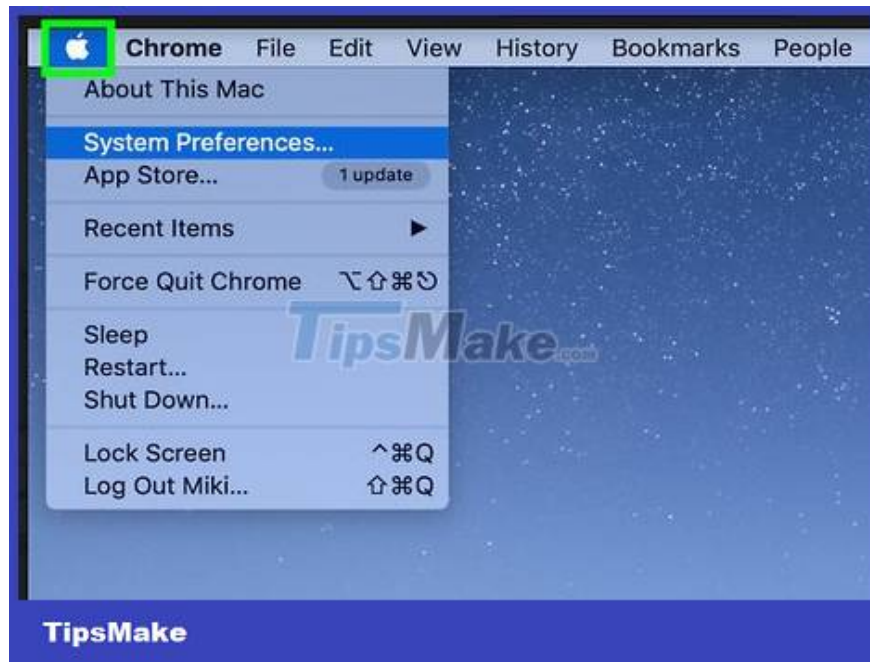 Chrome File Edit View History Bookmarks People
About This Mac
System Preferences...
App Store... 1 update
Recent Items ▶
Force Quit Chrome ⌥⇧⌘⎋
Sleep
Restart...
Shut Down...
Lock Screen ^⌘Q
Log Out Miki... ⇧⌘Q
TipsMake.com
TipsMake